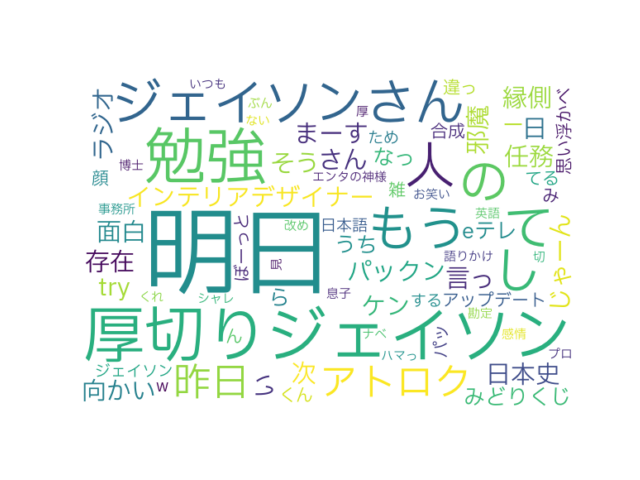 いつも
ジェイソンさん
ラジオ
ぶん
ない
厚
違っ
邪魔
縁側
一日
思い浮かべ
勉強
まーす
ため
合成
人
の
任務
博士
そう
さん
なっ
顔
エンタの神様
てる
み
インテリアデザイナー
雑
お笑い
事務所
明日
ぼーっと
改め
日本語
もう
英語
eテレ
て
し
じゃーん
面白
うち
存在
見
パックン
語りかけ
言っ
切
try
くれ
シャレ
ら
息子
ケン
する
アップデート
厚切りジェイソン
ん
ナベ
パツ
勘定
感情
ハマっ
プロ
ジェイソン
向かい
w
昨日
い
次
くん
アトロク
日本史
みどりくじ